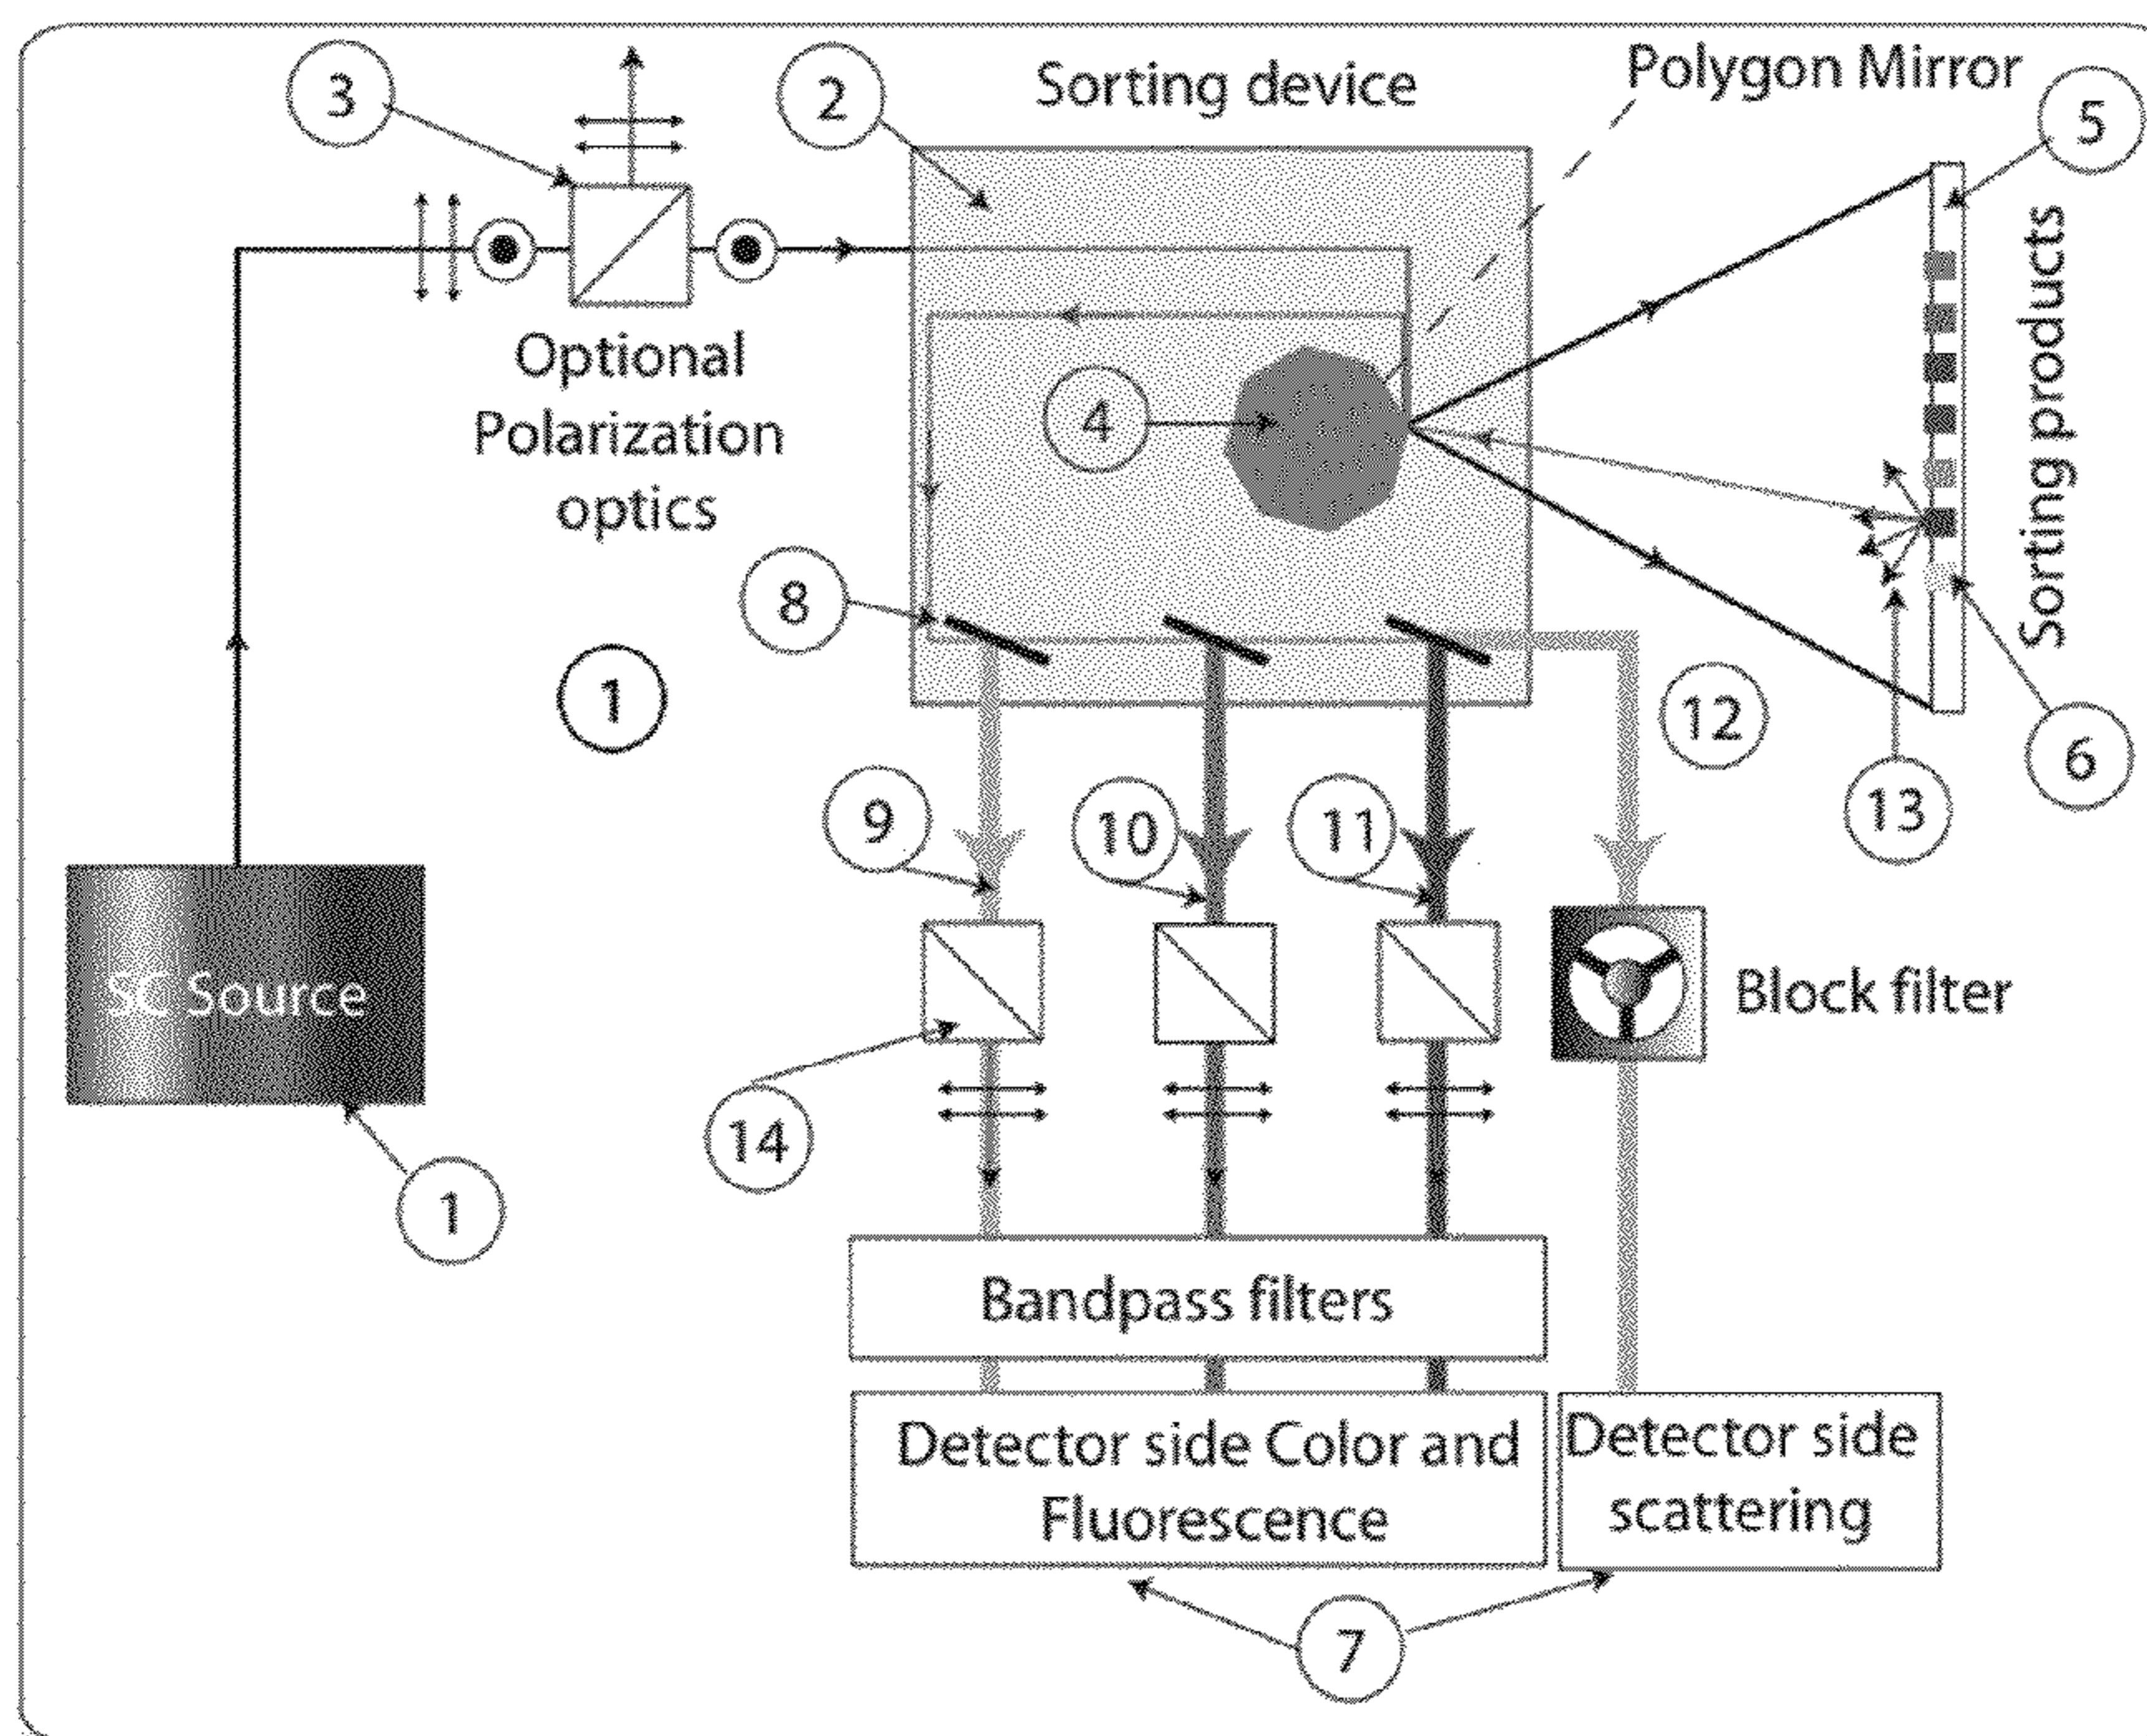 3
2
Sorting device
Polygon Mirror
5
Optional
Polarization
optics
4
Sorting products
8
1
12
6
13
9
10
11
SC Source
Block filter
14
1
Bandpass filters
Detector side Color and
Fluorescence
Detector side
scattering
7